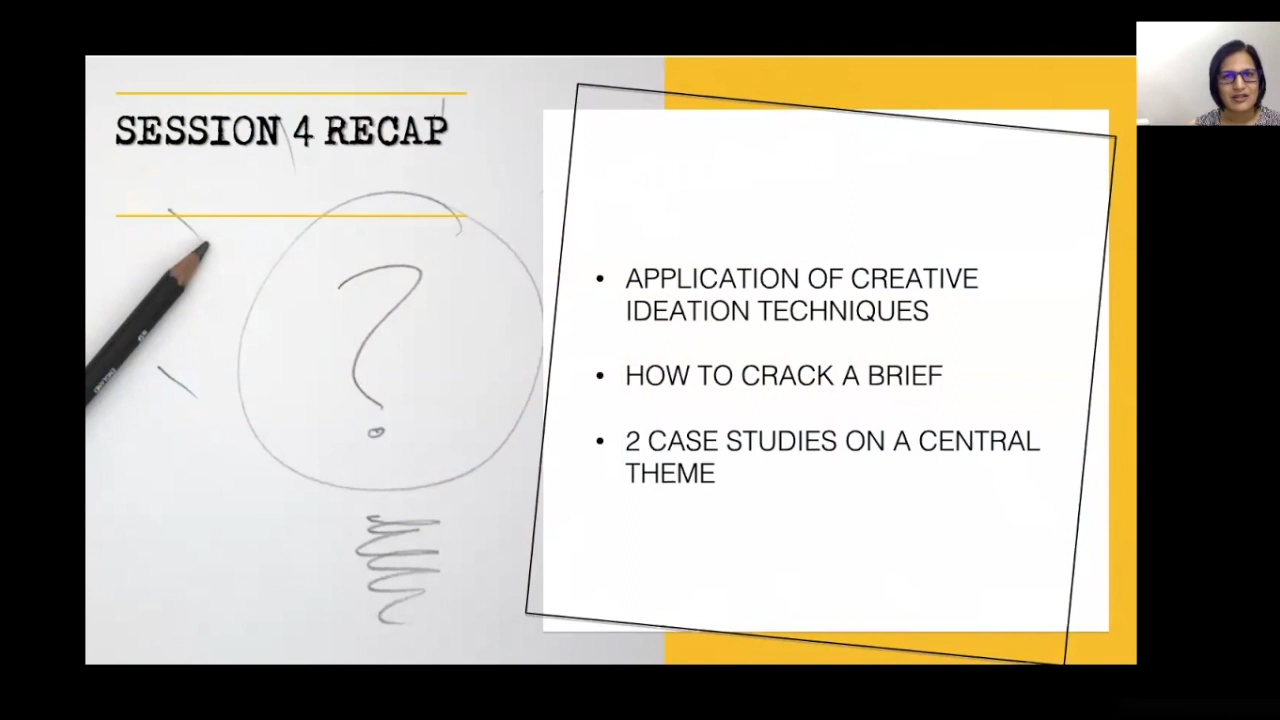 SESSION 4 RECAP
• APPLICATION OF CREATIVE
IDEATION TECHNIQUES
• HOW TO CRACK A BRIEF
• 2 CASE STUDIES ON A CENTRAL
THEME